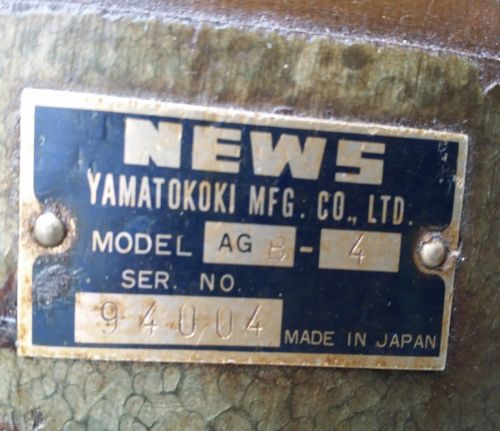 NEWS
YAMATOKOKI MFG. CO., LTD.
MODEL AG B - 4
SER. NO.
94004 MADE IN JAPAN